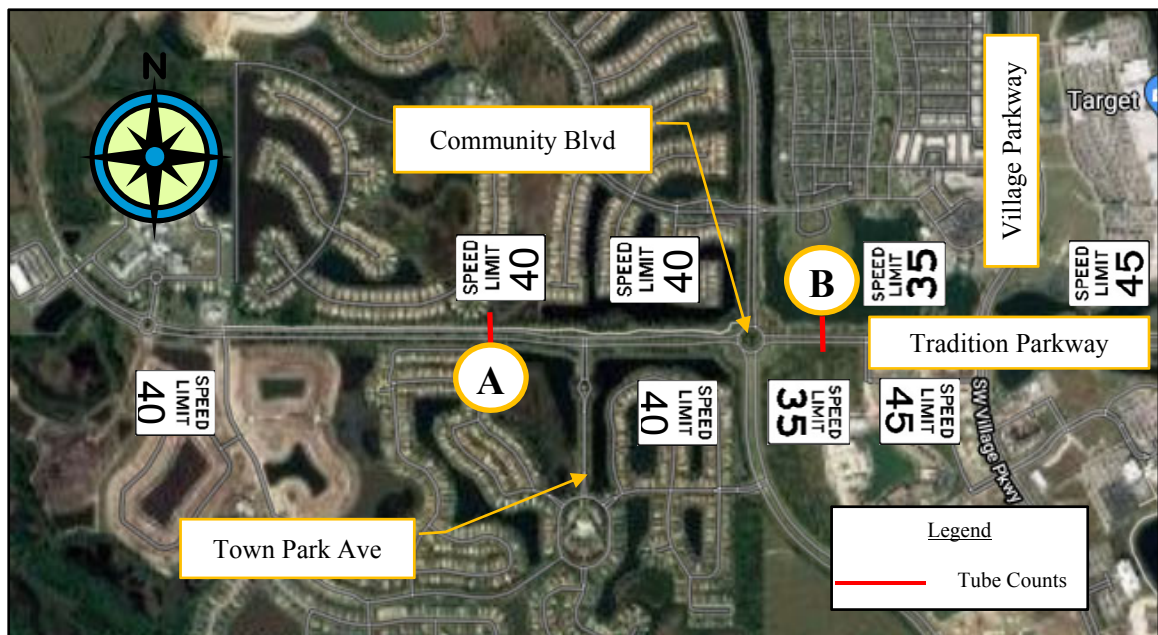 N
Community Blvd
Village Parkway
Target
SPEED
LIMIT
40
SPEED
LIMIT
40
B
SPEED
LIMIT
35
SPEED
LIMIT
45
A
Tradition Parkway
SPEED
LIMIT
40
SPEED
LIMIT
40
SPEED
LIMIT
35
SPEED
LIMIT
45
SW Village Pkwy
Town Park Ave
Legend
Tube Counts